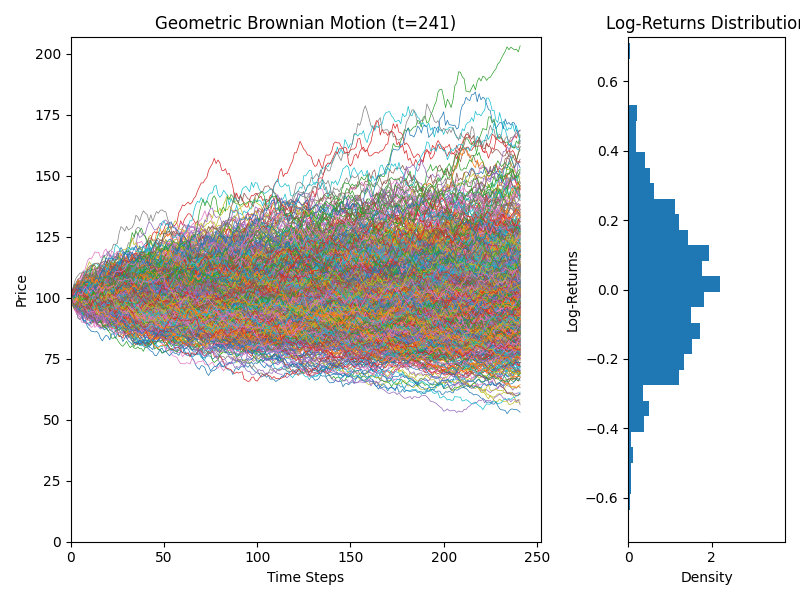 Geometric Brownian Motion (t=241)
Price
200
175
150
125
100
75
50
25
0
0 50 100 150 200 250
Time Steps
Log-Returns Distribution
Log-Returns
0.6
0.4
0.2
0.0
−0.2
−0.4
−0.6
0 2
Density